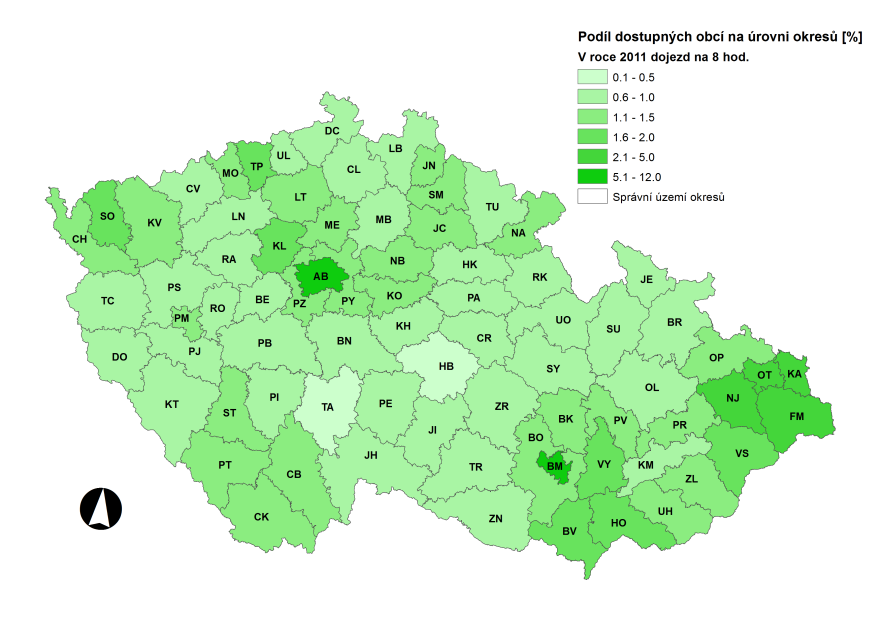 Podíl dostupných obcí na úrovni okresů [%]
V roce 2011 dojezd na 8 hod.
0.1 - 0.5
0.6 - 1.0
1.1 - 1.5
1.6 - 2.0
2.1 - 5.0
5.1 - 12.0
Správní území okresů
DC
UL
LB
TP
MO
CL
JN
CV
LT
SM
SO
LN
MB
TU
KV
ME
JC
NA
CH
KL
RA
NB
HK
AB
RK
JE
TC
PS
BE
PZ
PY
KO
PA
RO
PM
UO
BR
KH
SU
DO
PJ
PB
BN
CR
OP
HB
SY
OT
KA
OL
KT
ST
PI
TA
PE
ZR
NJ
FM
BK
PV
PR
JI
BO
PT
CB
JH
TR
BM
VY
KM
VS
ZL
CK
ZN
BV
HO
UH